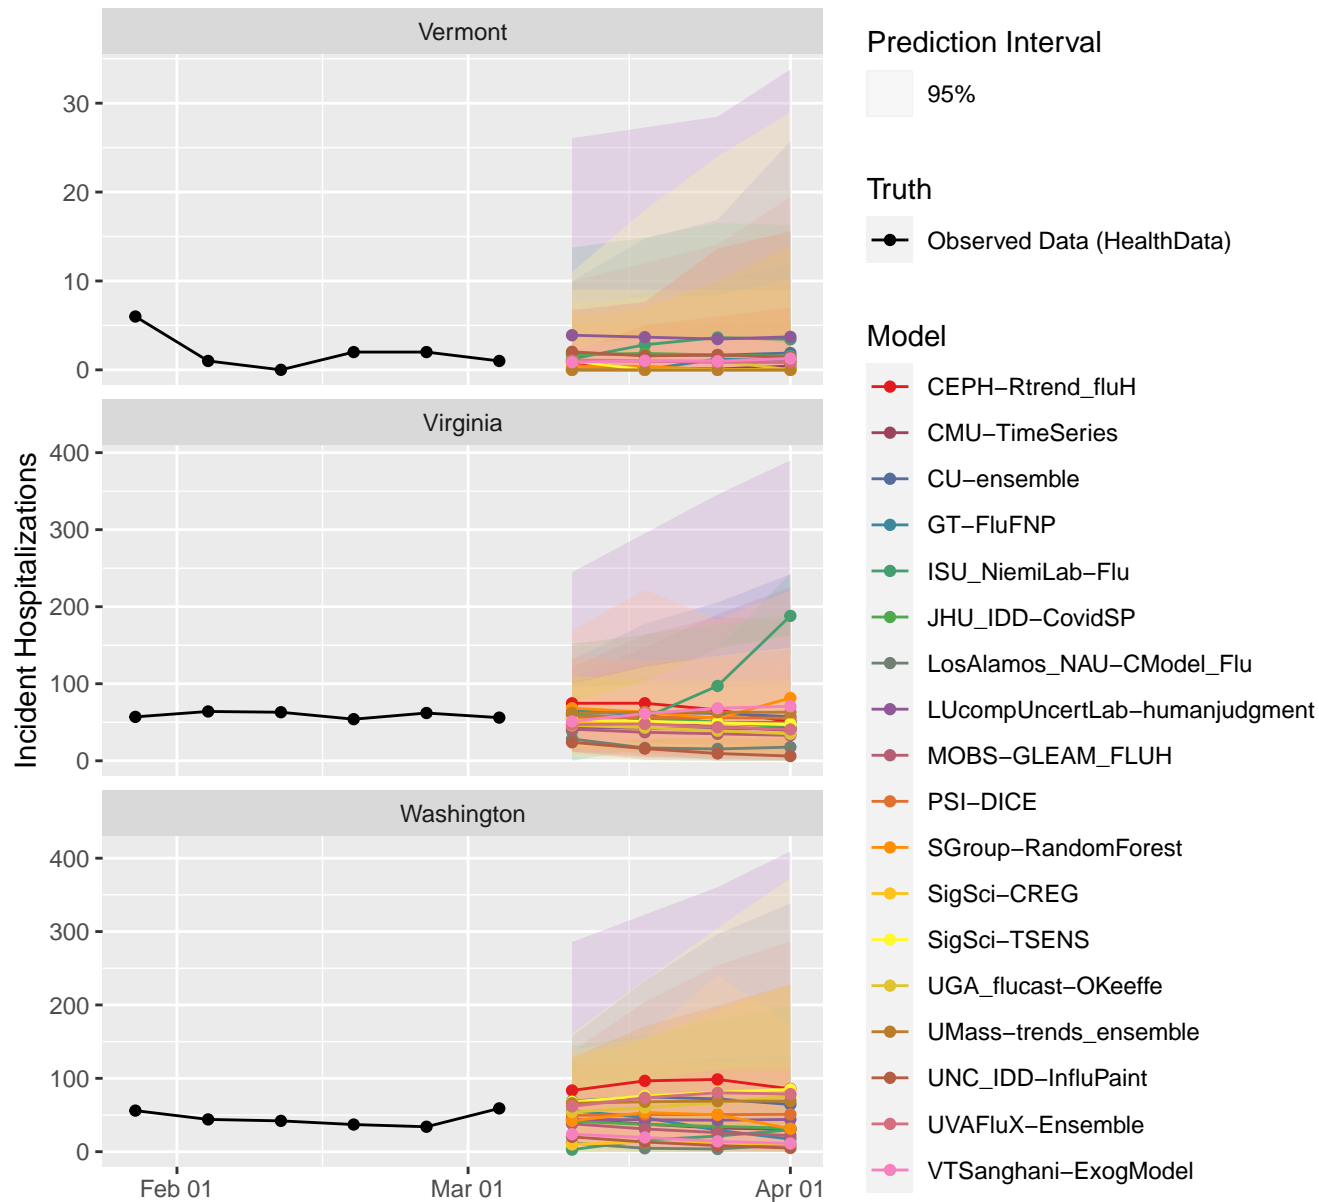 Vermont
30
20
10
0
Virginia
400
300
200
100
0
Washington
400
300
200
100
0
Feb 01
Mar 01
Apr 01
Incident Hospitalizations
Prediction Interval
95%
Truth
Observed Data (HealthData)
Model
CEPH−Rtrend_fluH
CMU−TimeSeries
CU−ensemble
GT−FluFNP
ISU_NiemiLab−Flu
JHU_IDD−CovidSP
LosAlamos_NAU−CModel_Flu
LUcompUncertLab−humanjudgment
MOBS−GLEAM_FLUH
PSI−DICE
SGroup−RandomForest
SigSci−CREG
SigSci−TSENS
UGA_flucast−OKeeffe
UMass−trends_ensemble
UNC_IDD−InfluPaint
UVAFluX−Ensemble
VTSanghani−ExogModel